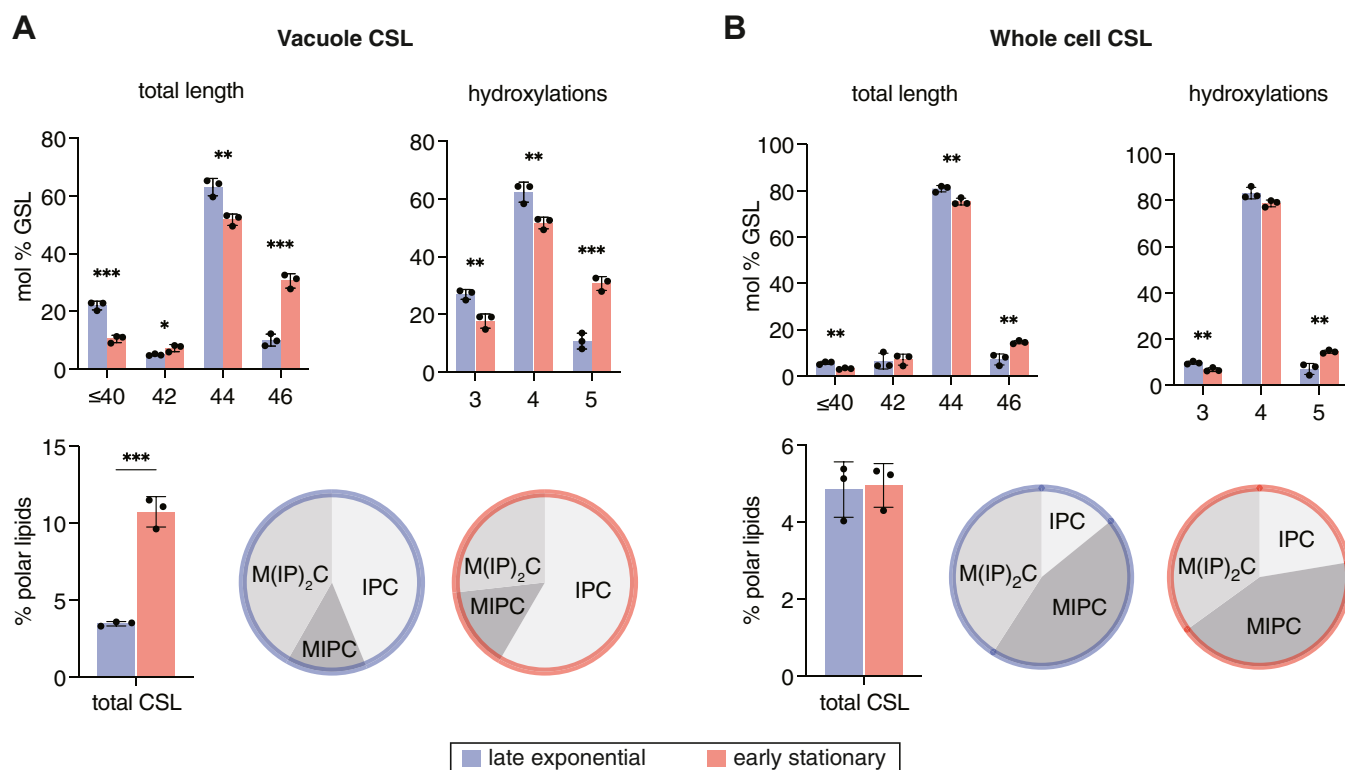 A
Vacuole CSL
total length
hydroxylations
mol % GSL
80
60
40
20
0
***
*
**
***
≤40 42 44 46
80
60
40
20
0
**
**
***
3 4 5
% polar lipids
15
10
5
0
***
total CSL
M(IP)₂C
IPC
MIPC
M(IP)₂C
IPC
MIPC
B
Whole cell CSL
total length
hydroxylations
mol % GSL
100
80
60
40
20
0
**
**
**
≤40 42 44 46
100
80
60
40
20
0
**
**
3 4 5
% polar lipids
6
4
2
0
total CSL
IPC
M(IP)₂C
MIPC
IPC
M(IP)₂C
MIPC
late exponential early stationary